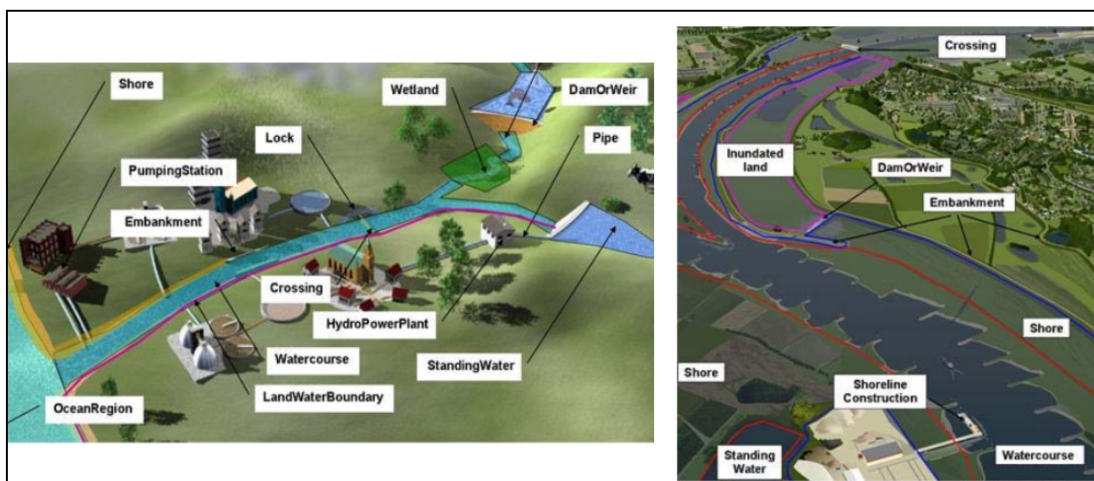 Shore
Wetland
DamOrWeir
Lock
Pipe
PumpingStation
Embankment
Crossing
HydroPowerPlant
Watercourse
StandingWater
LandWaterBoundary
OceanRegion
Crossing
Inundated
land
DamOrWeir
Embankment
Shore
Shore
Shoreline
Construction
Standing
Water
Watercourse